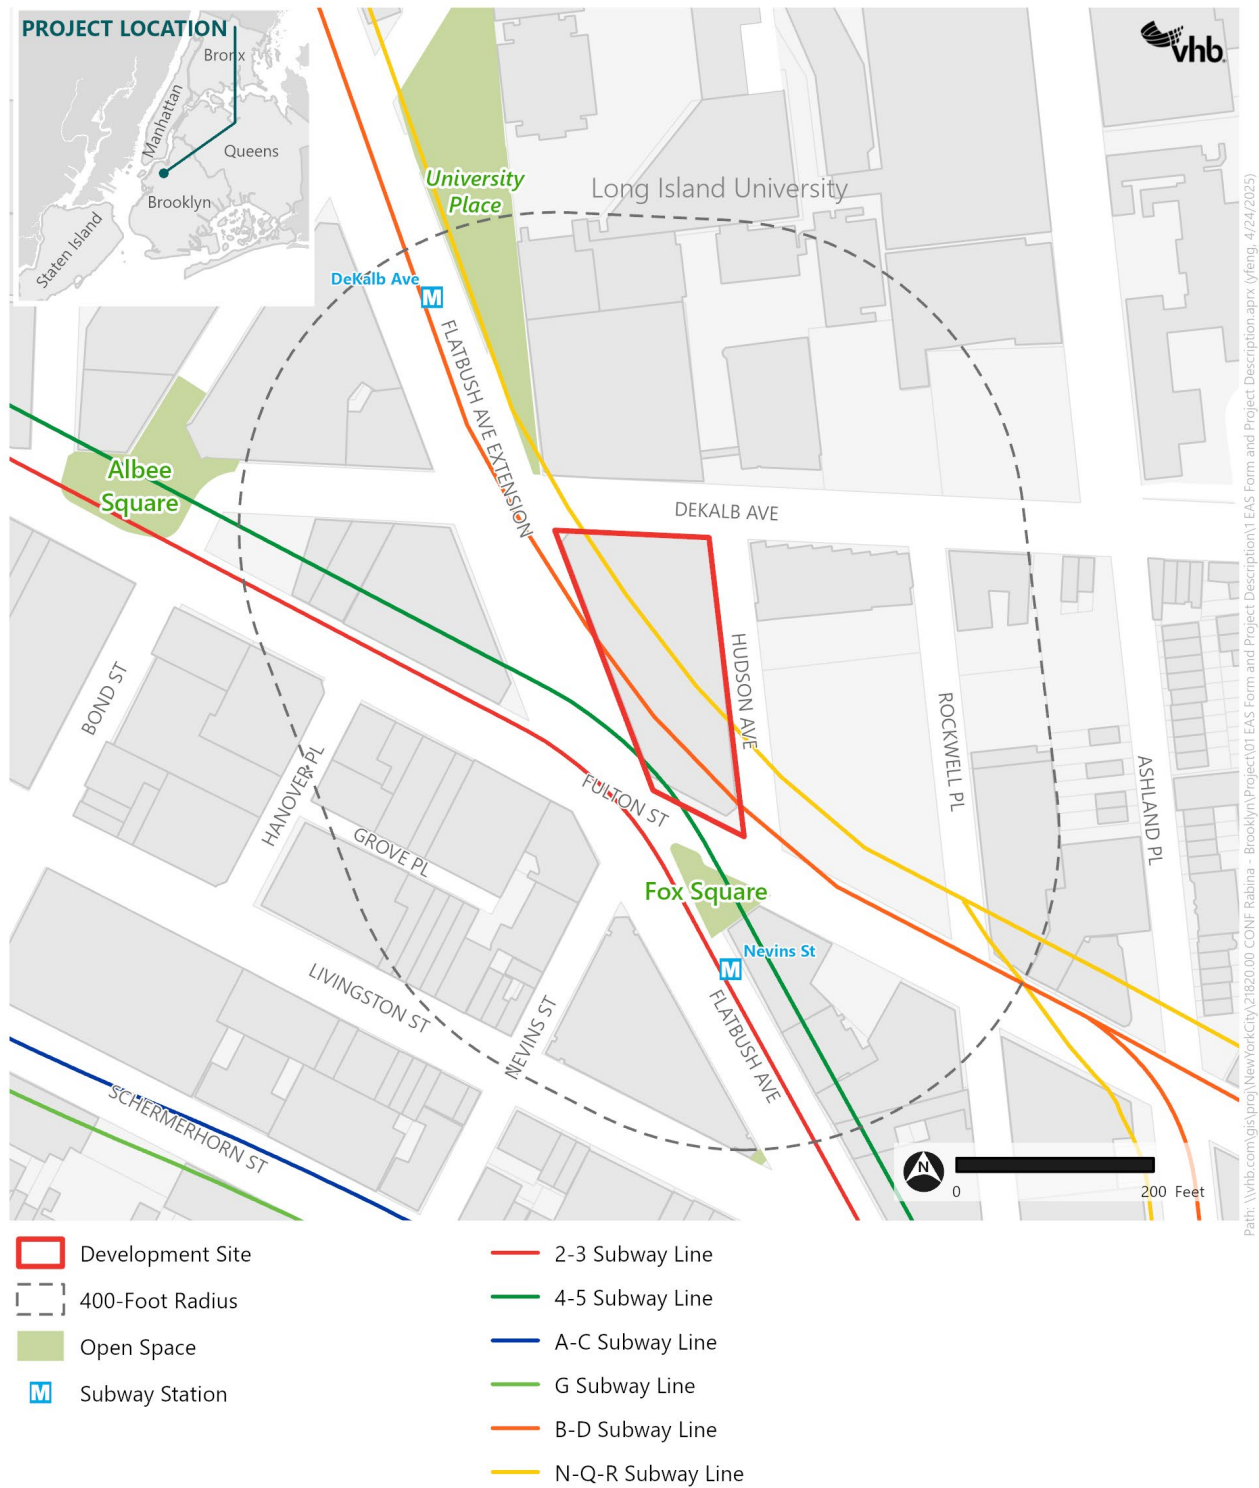 PROJECT LOCATION
Bronx
Manhattan
Queens
Brooklyn
Staten Island
vhb
University
Place
Long Island University
DeKalb Ave
M
FLATBUSH AVE EXTENSION
Albee
Square
DEKALB AVE
HUDSON AVE
BOND ST
HANOVER PL
ROCKWELL PL
ASHLAND PL
FULTON ST
GROVE PL
Fox Square
Nevins St
M
LIVINGSTON ST
NEVINS ST
FLATBUSH AVE
SCHERMERHORN ST
N
0
200 Feet
Path: \\vhb.com\gis\proj\NewYorkCity\21820.00 CONF Rabina - Brooklyn\Project\01 EAS Form and Project Description\1 EAS Form and Project Description.aprx (yfeng, 4/24/2025)
Development Site
400-Foot Radius
Open Space
M Subway Station
2-3 Subway Line
4-5 Subway Line
A-C Subway Line
G Subway Line
B-D Subway Line
N-Q-R Subway Line